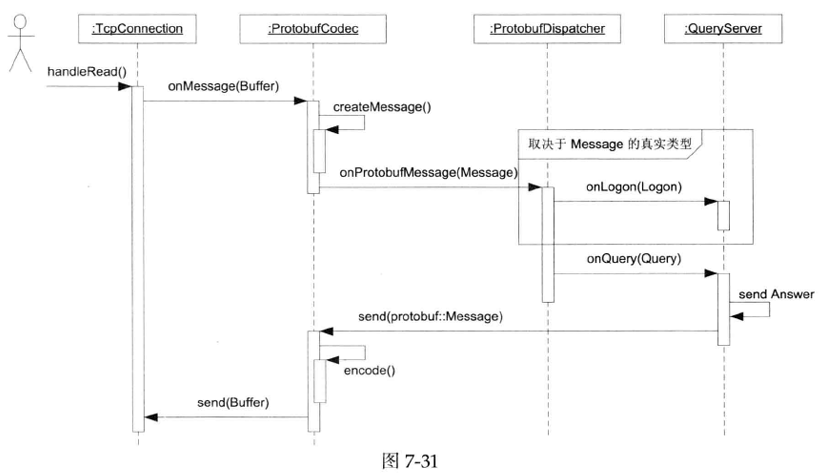 :TcpConnection
:ProtobufCodec
:ProtobufDispatcher
:QueryServer
handleRead()
onMessage(Buffer)
createMessage()
取决于 Message 的真实类型
onProtobufMessage(Message)
onLogon(Logon)
onQuery(Query)
send Answer
send(protobuf::Message)
encode()
send(Buffer)
图 7-31